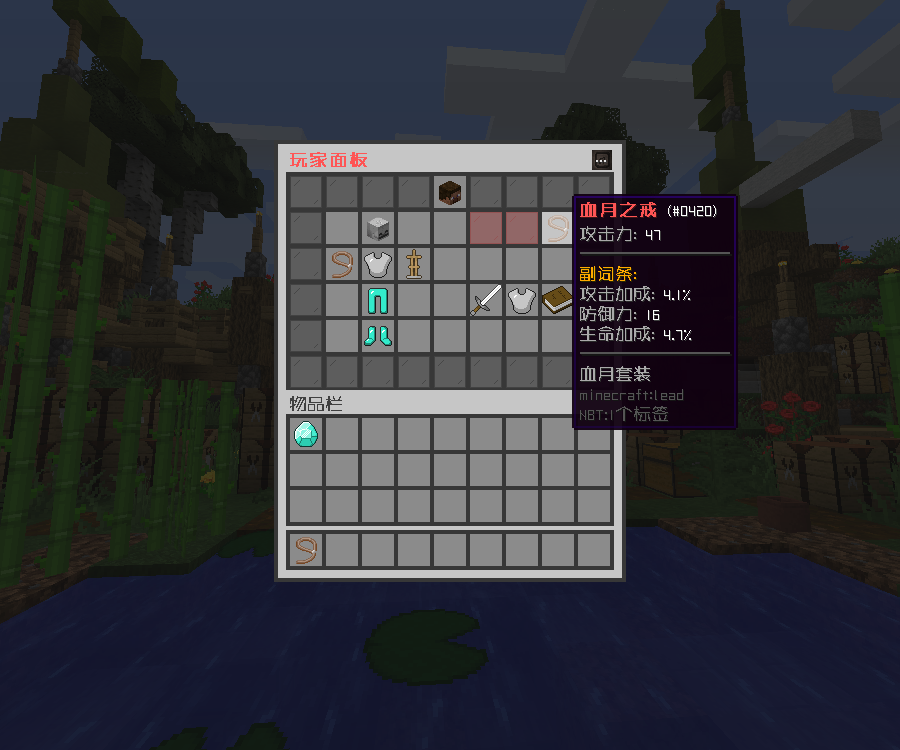 玩家面板
血月之戒 (#0420)
攻击力: 47
副词条:
攻击加成: 4.1%
防御力: 16
生命加成: 4.7%
血月套装
minecraft:lead
NBT:1个标签
物品栏